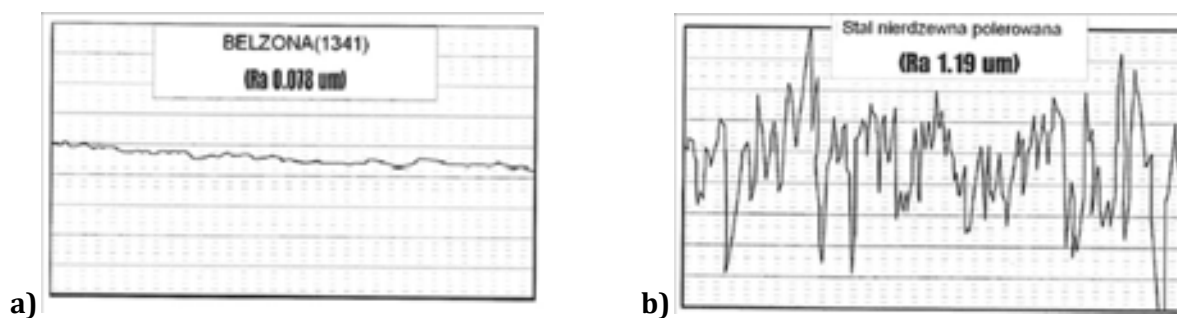 BELZONA(1341)
(Ra 0.078 um)
a)
Stal nierdzewna polerowana
(Ra 1.19 um)
b)